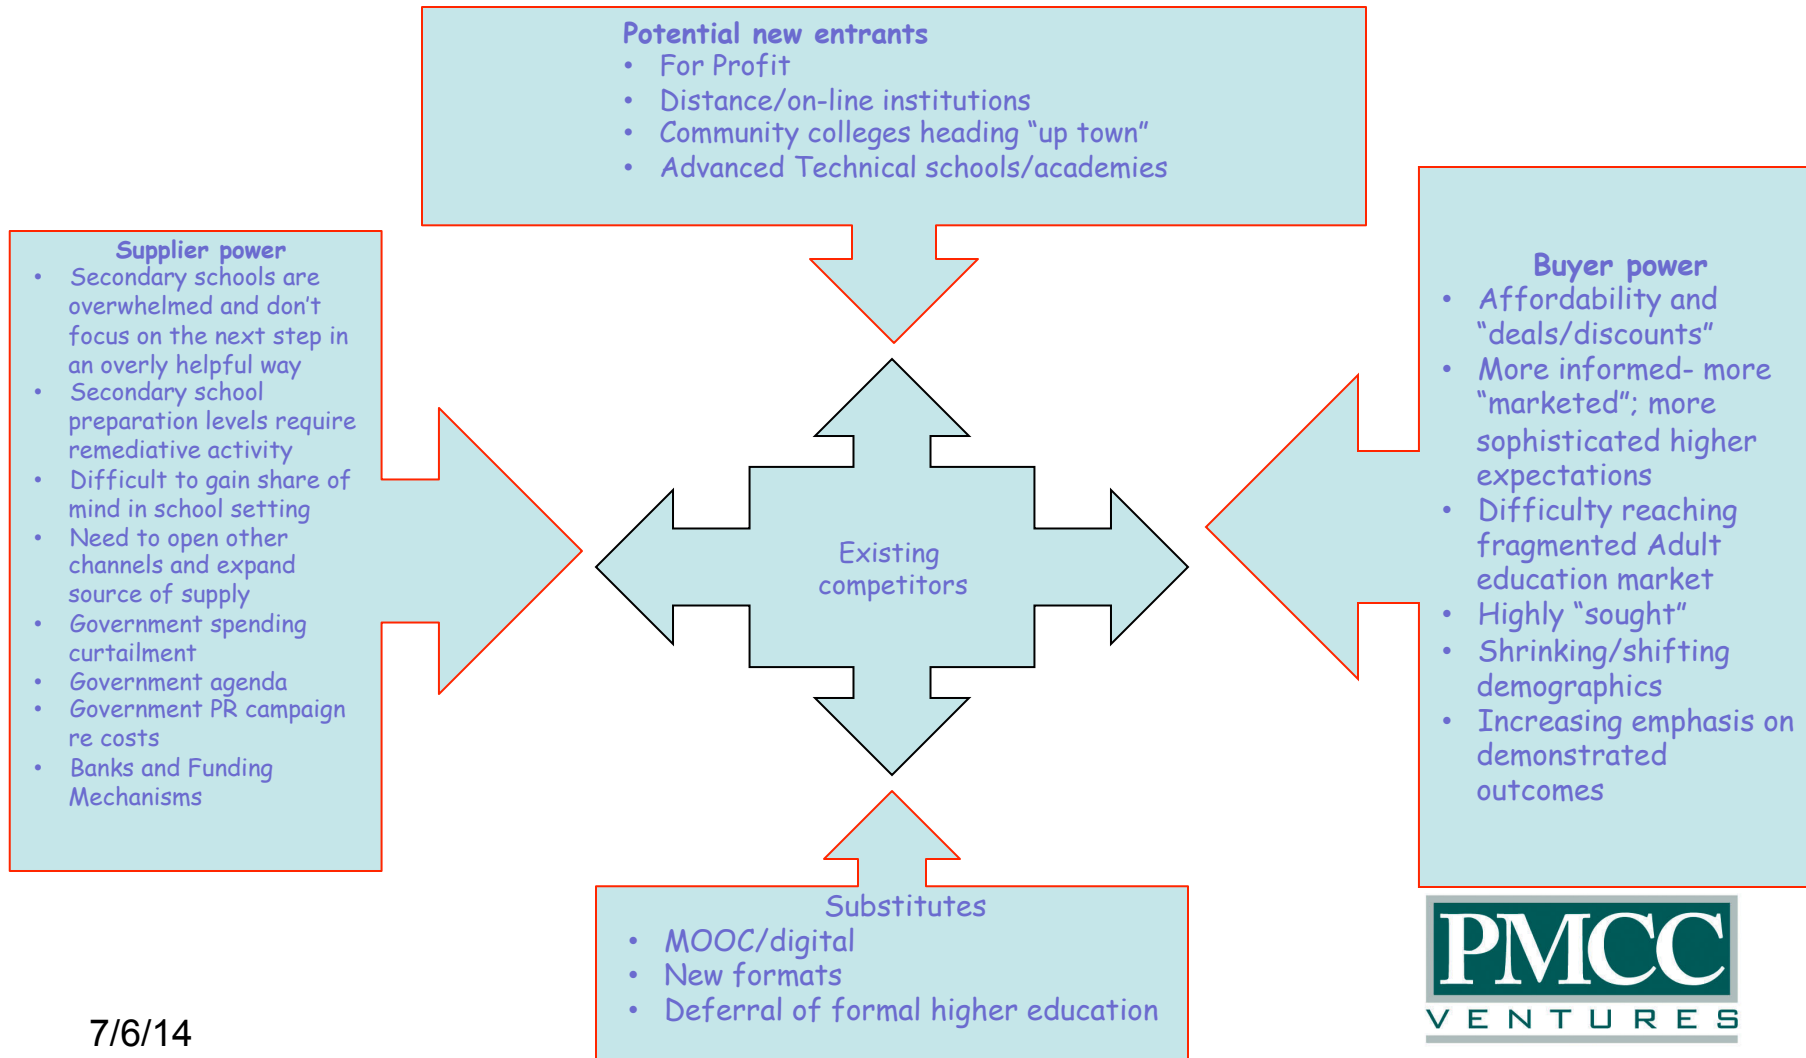 Potential new entrants
• For Profit
• Distance/on-line institutions
• Community colleges heading “up town”
• Advanced Technical schools/academies
Supplier power
• Secondary schools are
overwhelmed and don’t
focus on the next step in
an overly helpful way
• Secondary school
preparation levels require
remediative activity
• Difficult to gain share of
mind in school setting
• Need to open other
channels and expand
source of supply
• Government spending
curtailment
• Government agenda
• Government PR campaign
re costs
• Banks and Funding
Mechanisms
Existing
competitors
Buyer power
• Affordability and
“deals/discounts”
• More informed- more
“marketed”; more
sophisticated higher
expectations
• Difficulty reaching
fragmented Adult
education market
• Highly “sought”
• Shrinking/shifting
demographics
• Increasing emphasis on
demonstrated
outcomes
Substitutes
• MOOC/digital
• New formats
• Deferral of formal higher education
7/6/14
PMCC
VENTURES